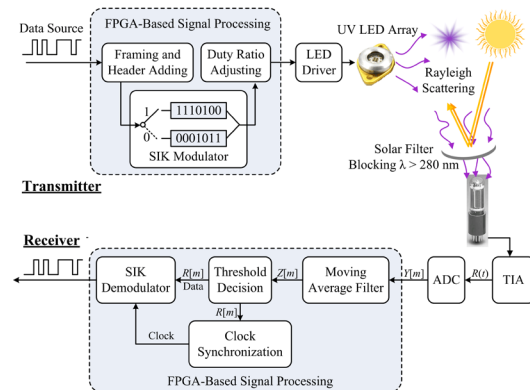 FPGA-Based Signal Processing
Data Source
Framing and
Header Adding
Duty Ratio
Adjusting
LED
Driver
UV LED Array
Rayleigh
Scattering
1
1110100
0
0001011
SIK Modulator
Solar Filter
Blocking λ > 280 nm
Transmitter
Receiver
SIK
Demodulator
R[m]
Data
Threshold
Decision
Z[m]
Moving
Average Filter
Y[m]
ADC
R(t)
TIA
R[m]
Clock
Clock
Synchronization
FPGA-Based Signal Processing